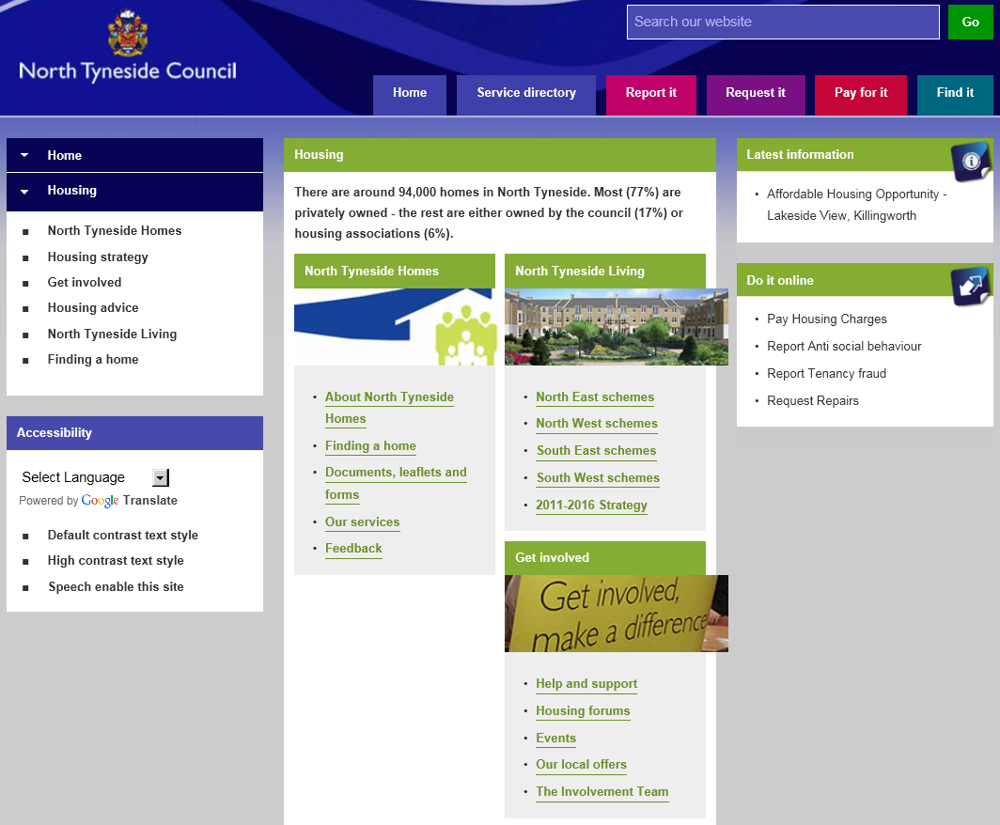 North Tyneside Council
Search our website
Go
Home
Service directory
Report it
Request it
Pay for it
Find it
Home
Housing
North Tyneside Homes
Housing strategy
Get involved
Housing advice
North Tyneside Living
Finding a home
Accessibility
Select Language
Powered by Google Translate
Default contrast text style
High contrast text style
Speech enable this site
Housing
There are around 94,000 homes in North Tyneside. Most (77%) are
privately owned - the rest are either owned by the council (17%) or
housing associations (6%).
North Tyneside Homes
• About North Tyneside
Homes
• Finding a home
• Documents, leaflets and
forms
• Our services
• Feedback
North Tyneside Living
• North East schemes
• North West schemes
• South East schemes
• South West schemes
• 2011-2016 Strategy
Get involved
Get involved,
make a difference
• Help and support
• Housing forums
• Events
• Our local offers
• The Involvement Team
Latest information
• Affordable Housing Opportunity -
Lakeside View, Killingworth
Do it online
• Pay Housing Charges
• Report Anti social behaviour
• Report Tenancy fraud
• Request Repairs